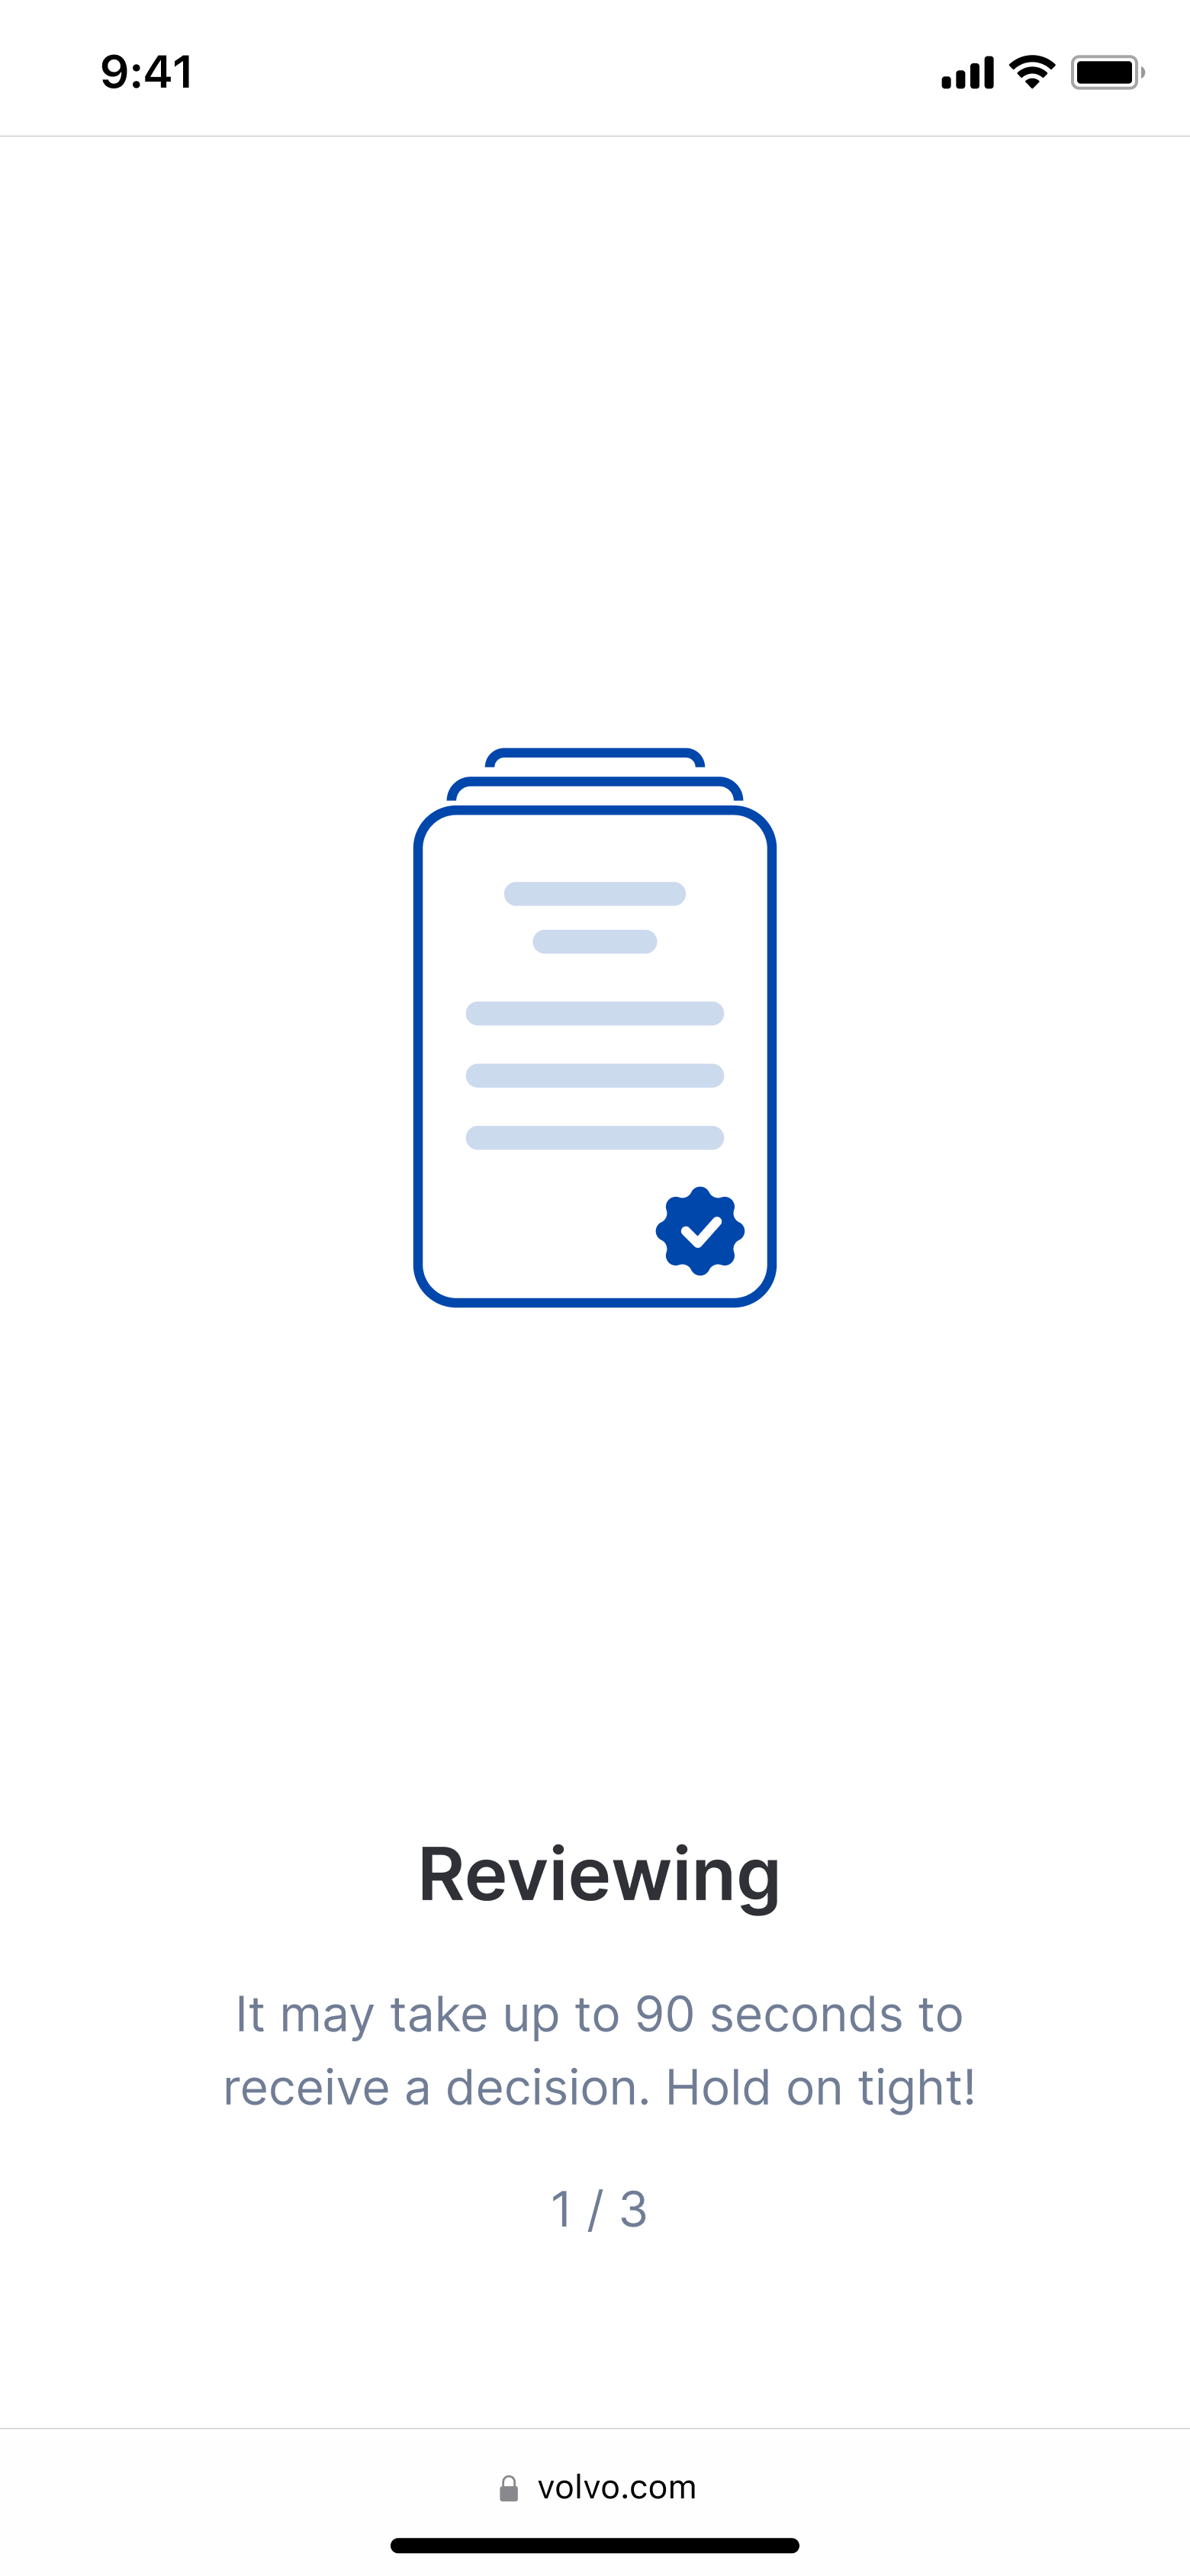 9:41
Reviewing
It may take up to 90 seconds to
receive a decision. Hold on tight!
1 / 3
volvo.com